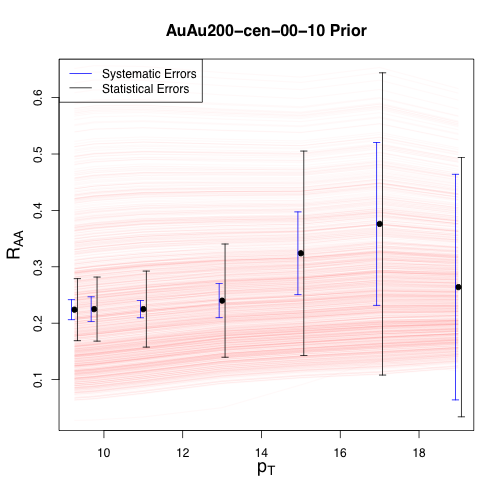 AuAu200−cen−00−10 Prior
Systematic Errors
Statistical Errors
0.6
0.5
0.4
0.3
0.2
0.1
RAA
10 12 14 16 18
pT